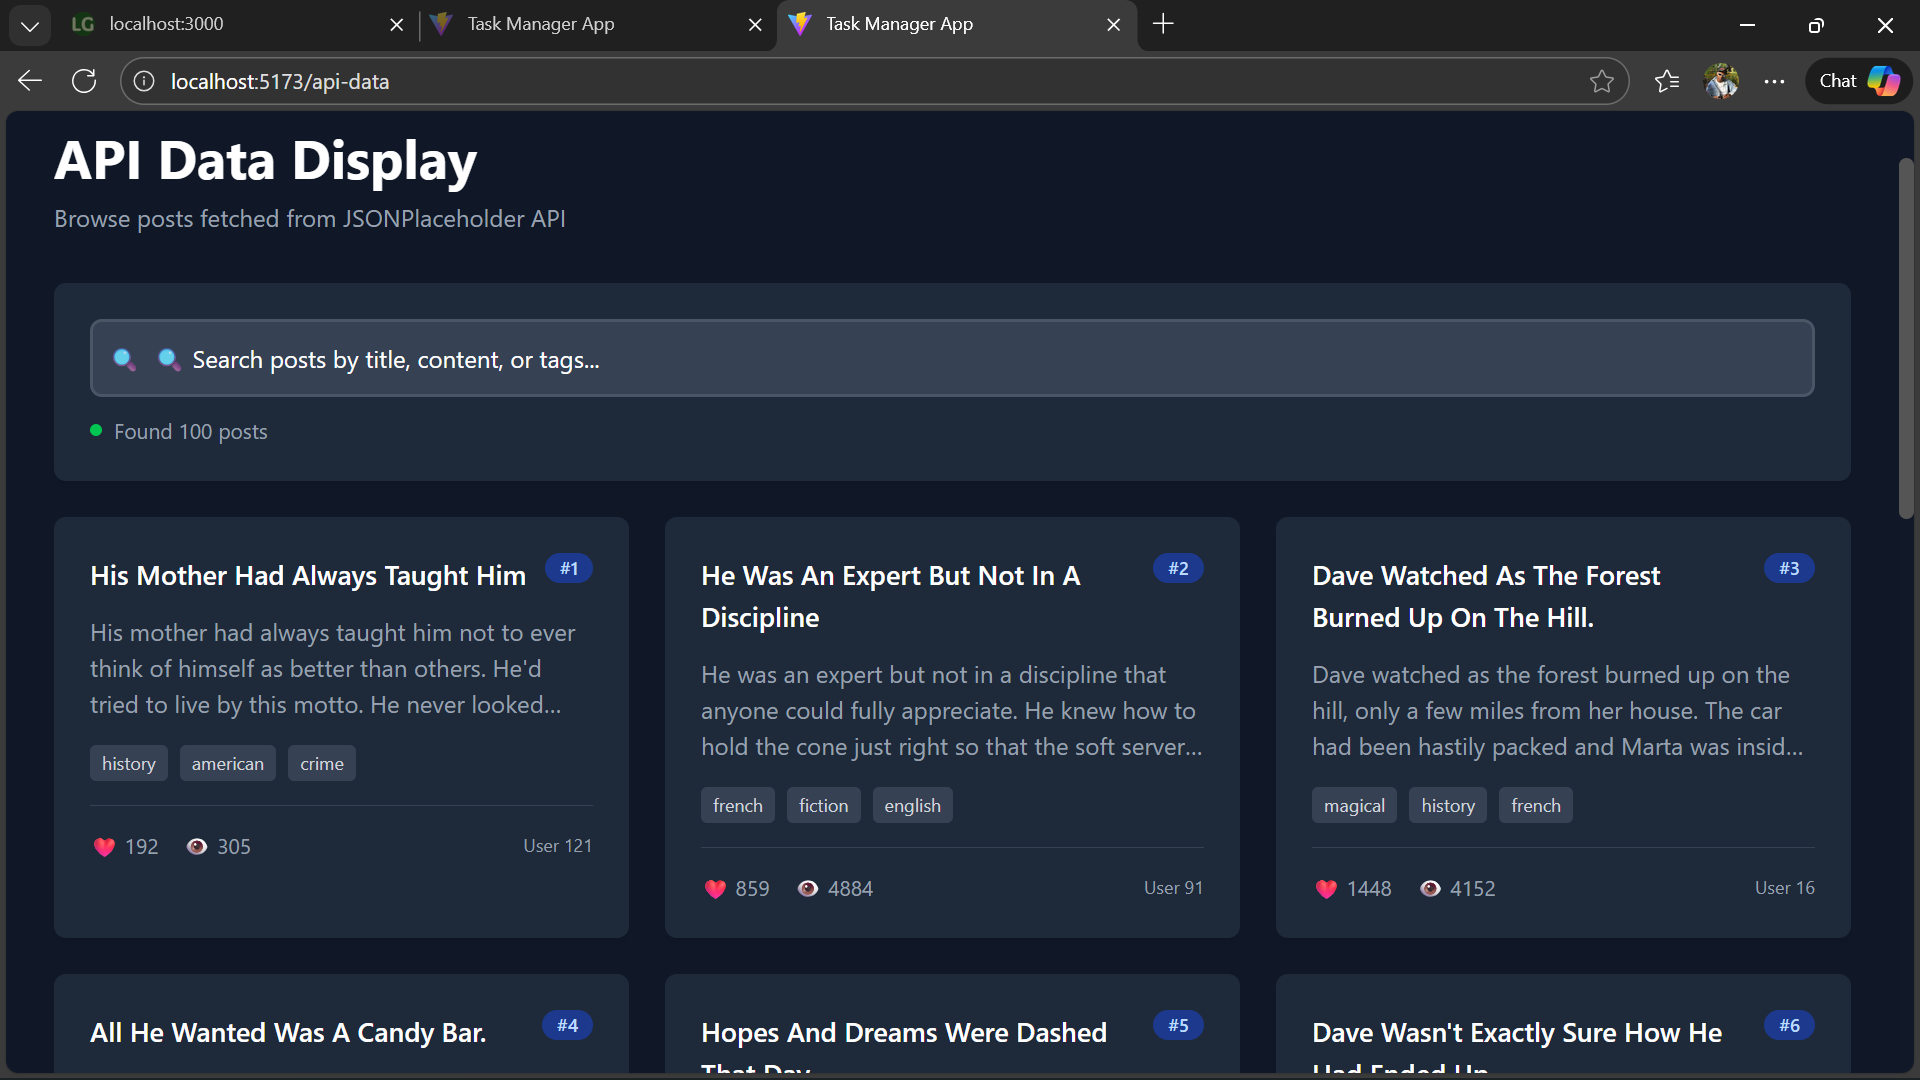 LG localhost:3000
Task Manager App
Task Manager App
localhost:5173/api-data
Chat
API Data Display
Browse posts fetched from JSONPlaceholder API
🔍 🔍 Search posts by title, content, or tags...
Found 100 posts
His Mother Had Always Taught Him
#1
His mother had always taught him not to ever
think of himself as better than others. He'd
tried to live by this motto. He never looked...
history american crime
192 305 User 121
He Was An Expert But Not In A
Discipline
#2
He was an expert but not in a discipline that
anyone could fully appreciate. He knew how to
hold the cone just right so that the soft server...
french fiction english
859 4884 User 91
Dave Watched As The Forest
Burned Up On The Hill.
#3
Dave watched as the forest burned up on the
hill, only a few miles from her house. The car
had been hastily packed and Marta was insid...
magical history french
1448 4152 User 16
All He Wanted Was A Candy Bar.
#4
Hopes And Dreams Were Dashed
That Day
#5
Dave Wasn't Exactly Sure How He
Had Ended Up
#6